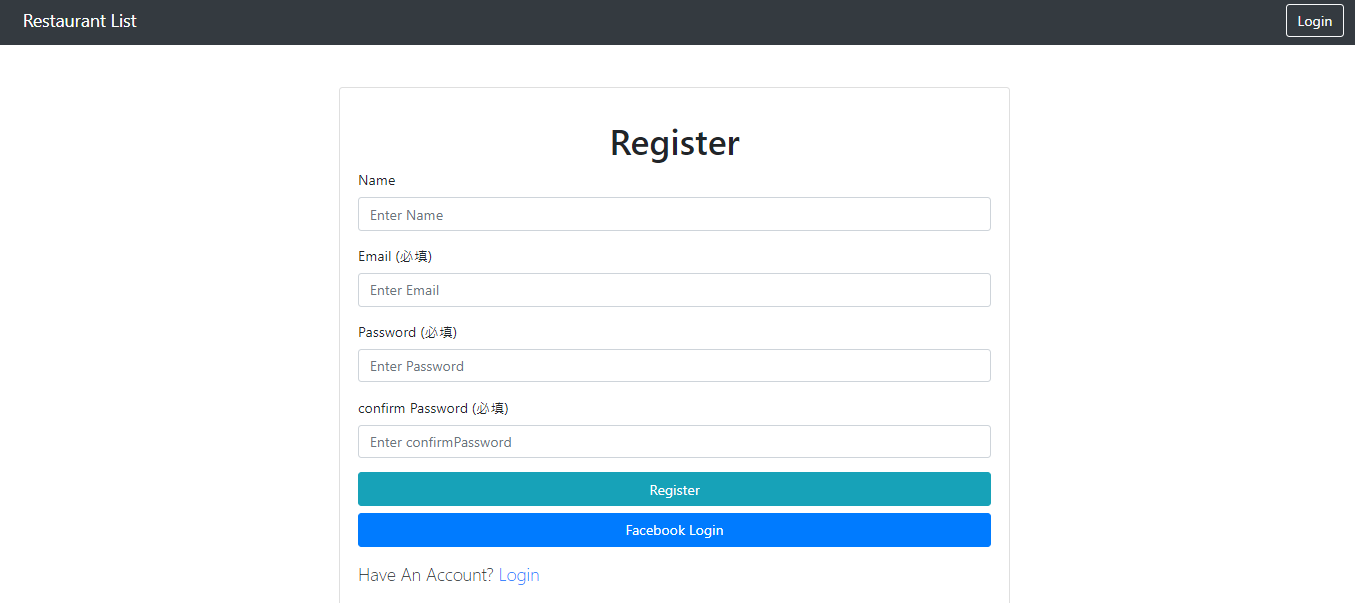 Restaurant List
Login
Register
Name
Enter Name
Email (必填)
Enter Email
Password (必填)
Enter Password
confirm Password (必填)
Enter confirmPassword
Register
Facebook Login
Have An Account? Login